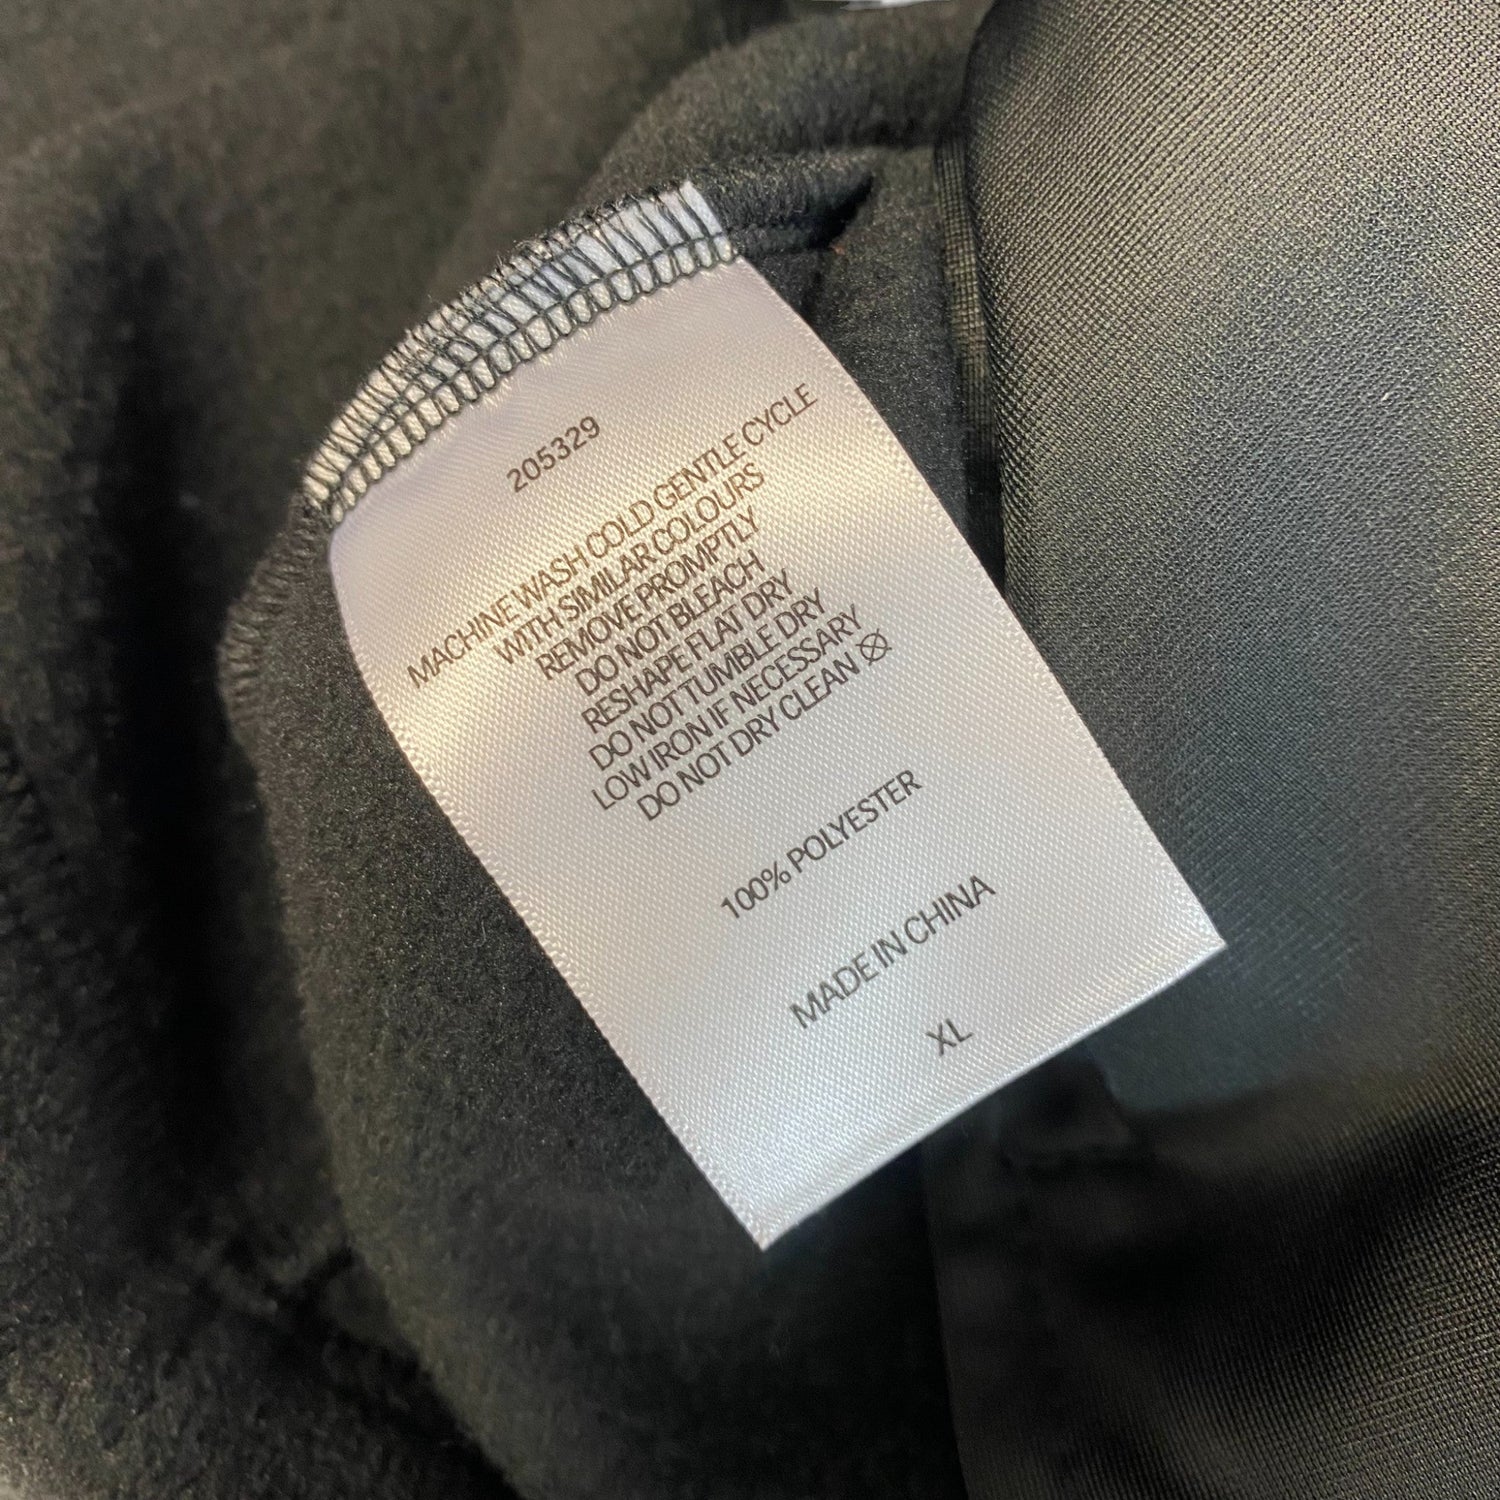 205329
MACHINE WASH COLD GENTLE CYCLE
WITH SIMILAR COLOURS
REMOVE PROMPTLY
DO NOT BLEACH
RESHAPE FLAT DRY
DO NOT TUMBLE DRY
LOW IRON IF NECESSARY
DO NOT DRY CLEAN
100% POLYESTER
MADE IN CHINA
XL